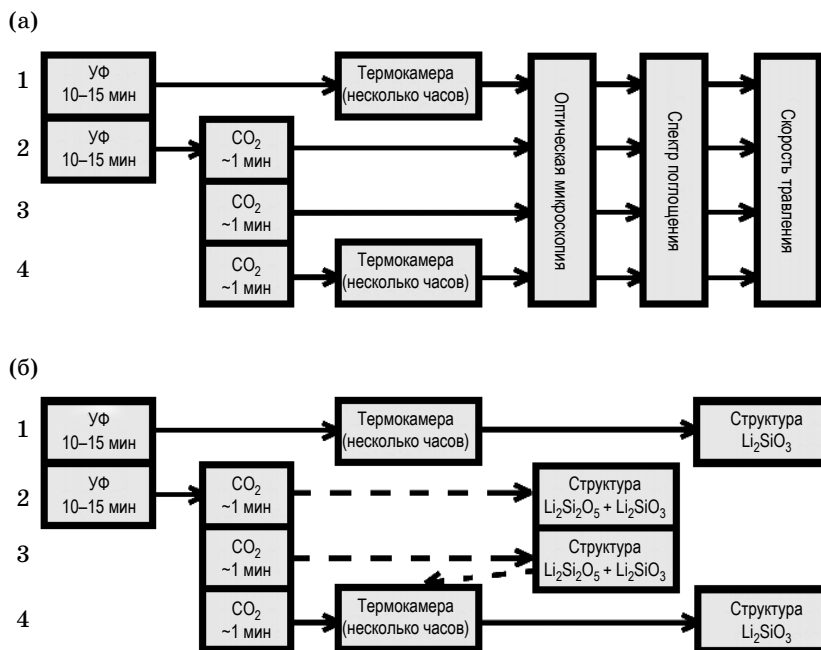 (а)
1
УФ
10–15 мин
Термокамера
(несколько часов)
2
УФ
10–15 мин
CO₂
~1 мин
3
CO₂
~1 мин
4
CO₂
~1 мин
Термокамера
(несколько часов)
Оптическая микроскопия
Спектр поглощения
Скорость травления
(б)
1
УФ
10–15 мин
Термокамера
(несколько часов)
Структура
Li₂SiO₃
2
УФ
10–15 мин
CO₂
~1 мин
Структура
Li₂Si₂O₅ + Li₂SiO₃
3
CO₂
~1 мин
Структура
Li₂Si₂O₅ + Li₂SiO₃
4
CO₂
~1 мин
Термокамера
(несколько часов)
Структура
Li₂SiO₃